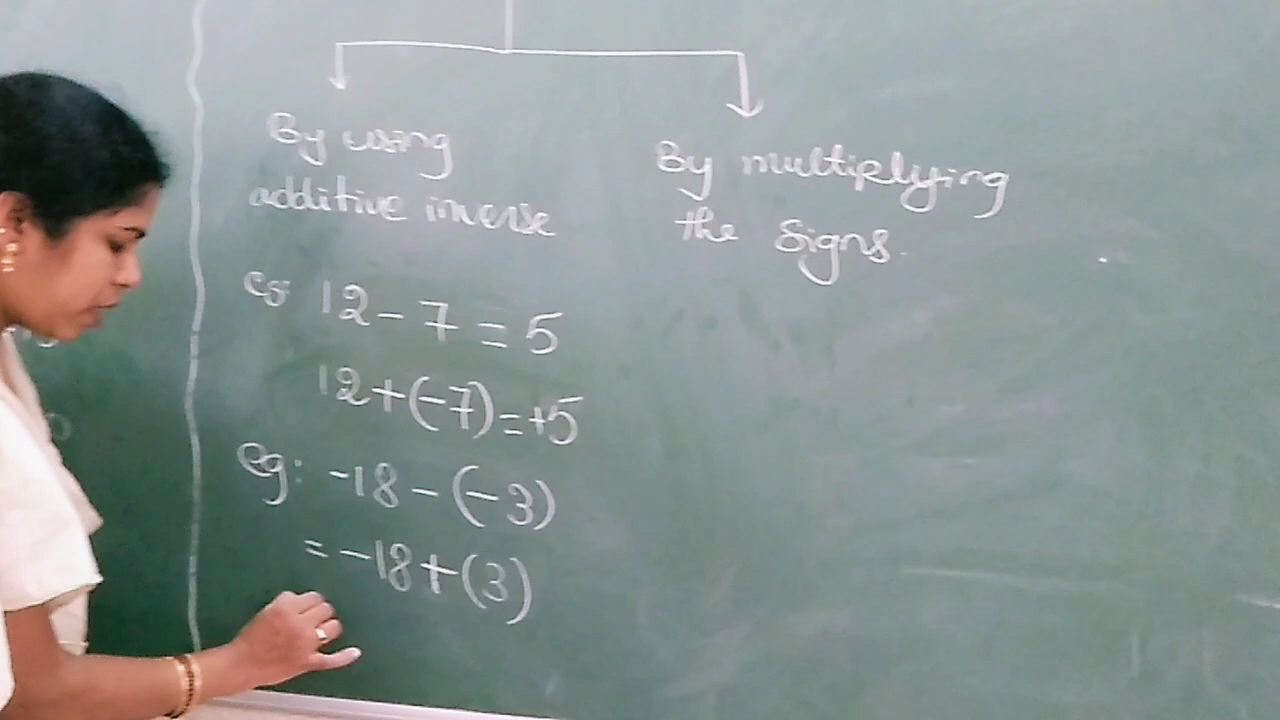 By using
additive inverse
eg: 12 - 7 = 5
12 + (-7) = +5
eg: -18 - (-3)
= -18 + (3)
By multiplying
the signs.